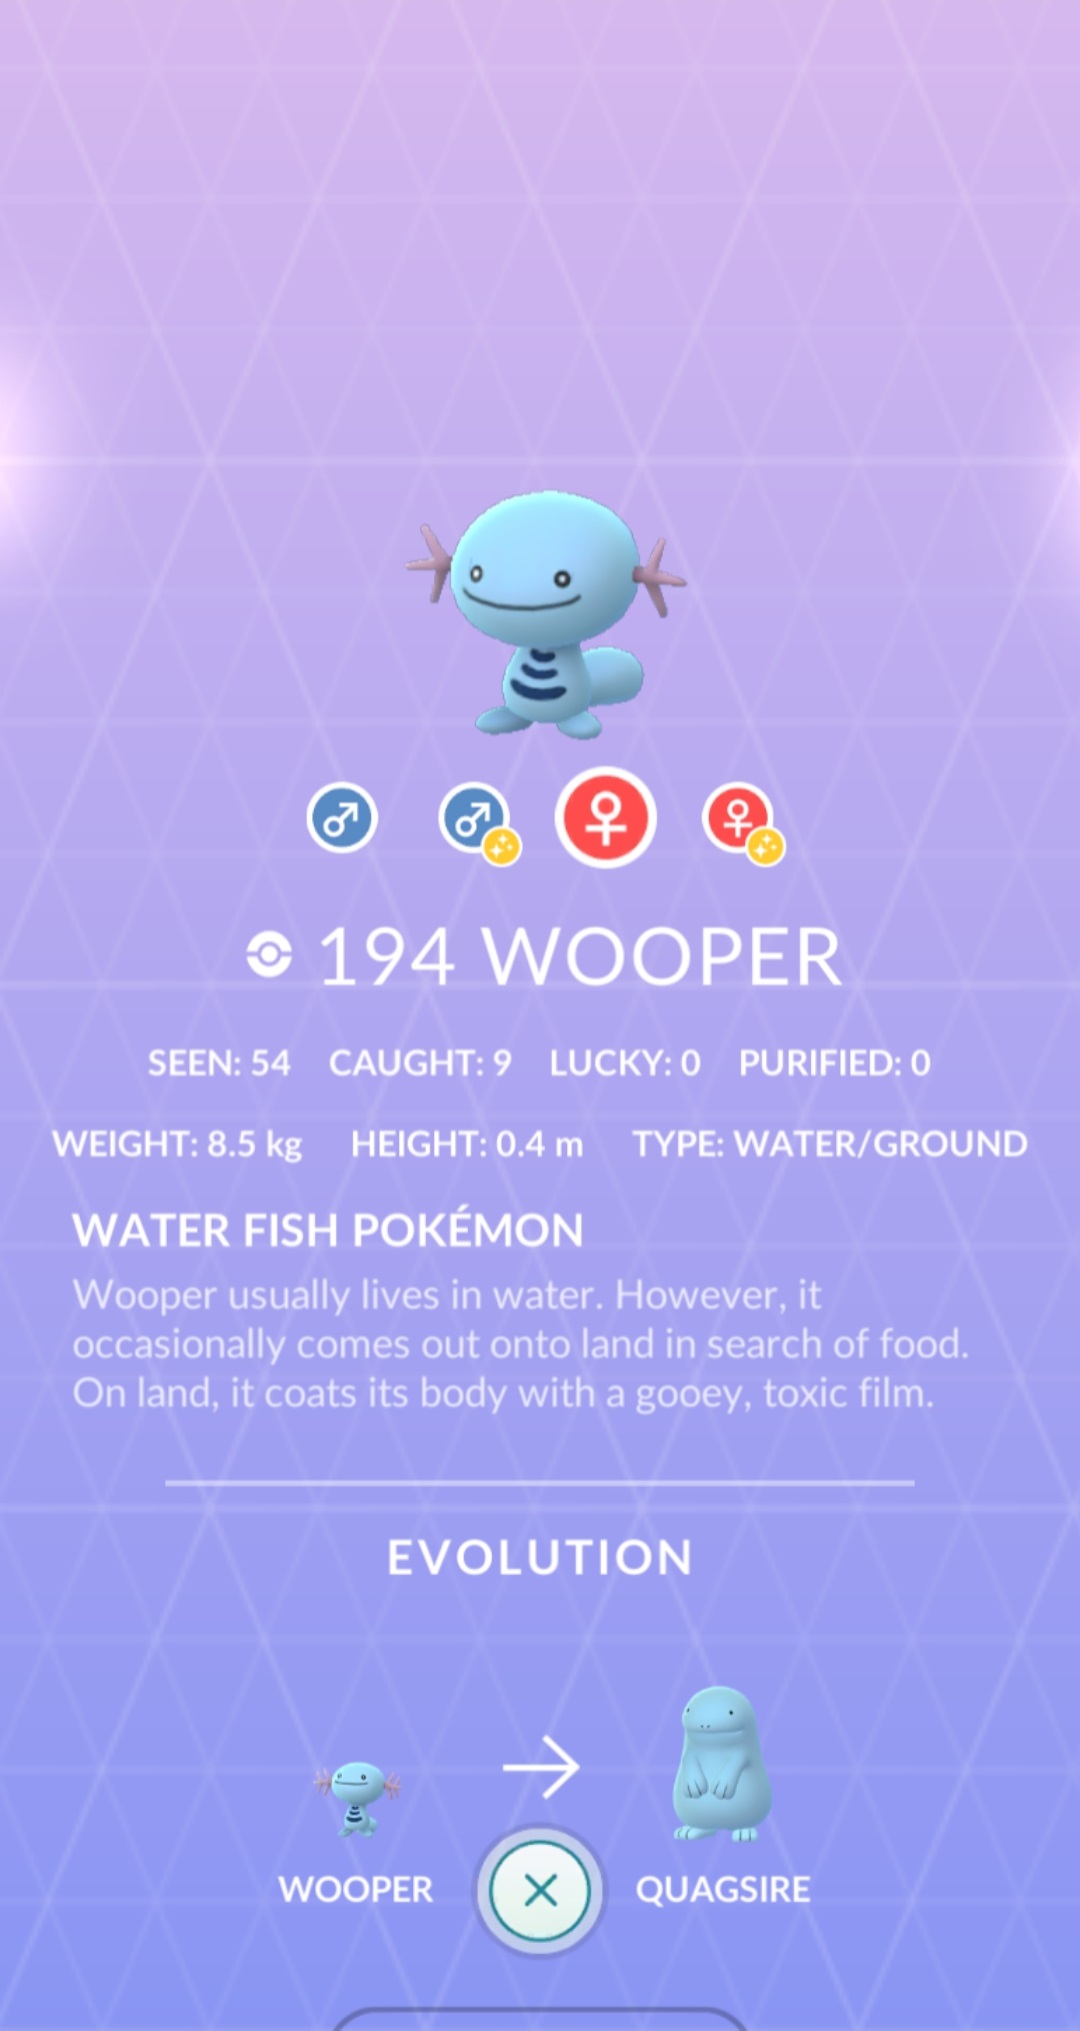 194 WOOPER
SEEN: 54 CAUGHT: 9 LUCKY: 0 PURIFIED: 0
WEIGHT: 8.5 kg HEIGHT: 0.4 m TYPE: WATER/GROUND
WATER FISH POKÉMON
Wooper usually lives in water. However, it
occasionally comes out onto land in search of food.
On land, it coats its body with a gooey, toxic film.
EVOLUTION
WOOPER QUAGSIRE